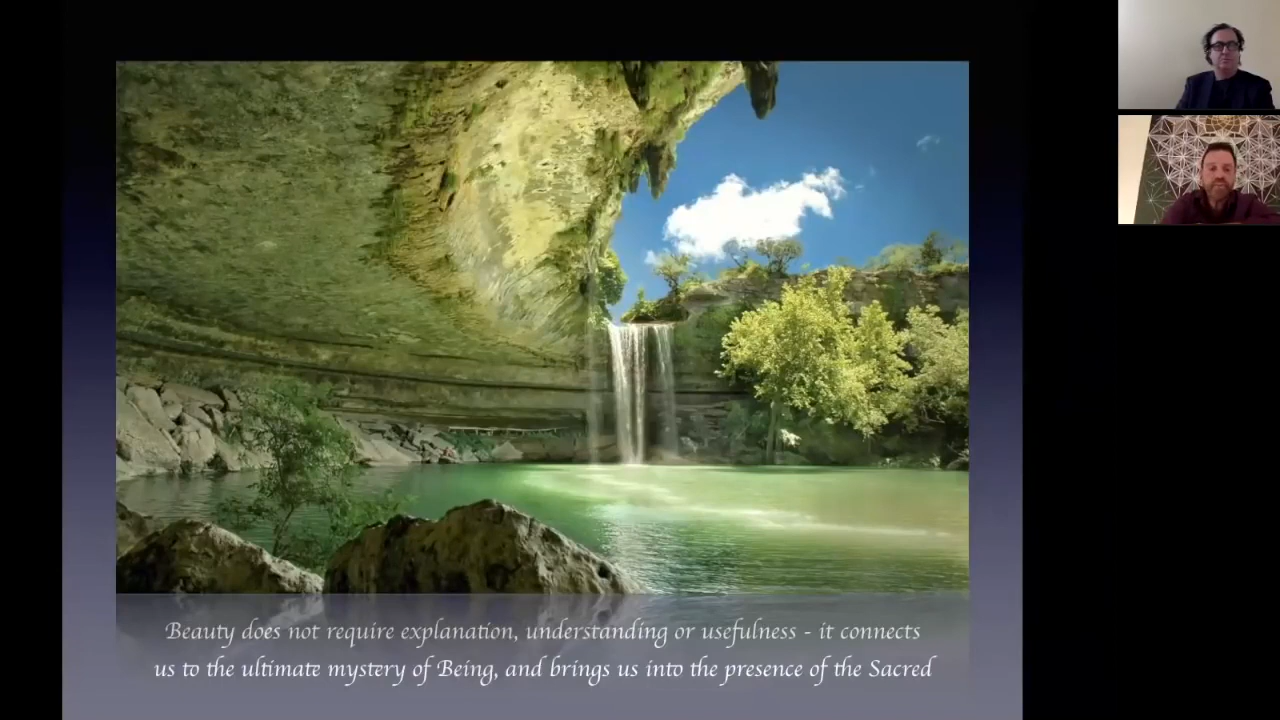 Beauty does not require explanation, understanding or usefulness - it connects
us to the ultimate mystery of Being, and brings us into the presence of the Sacred